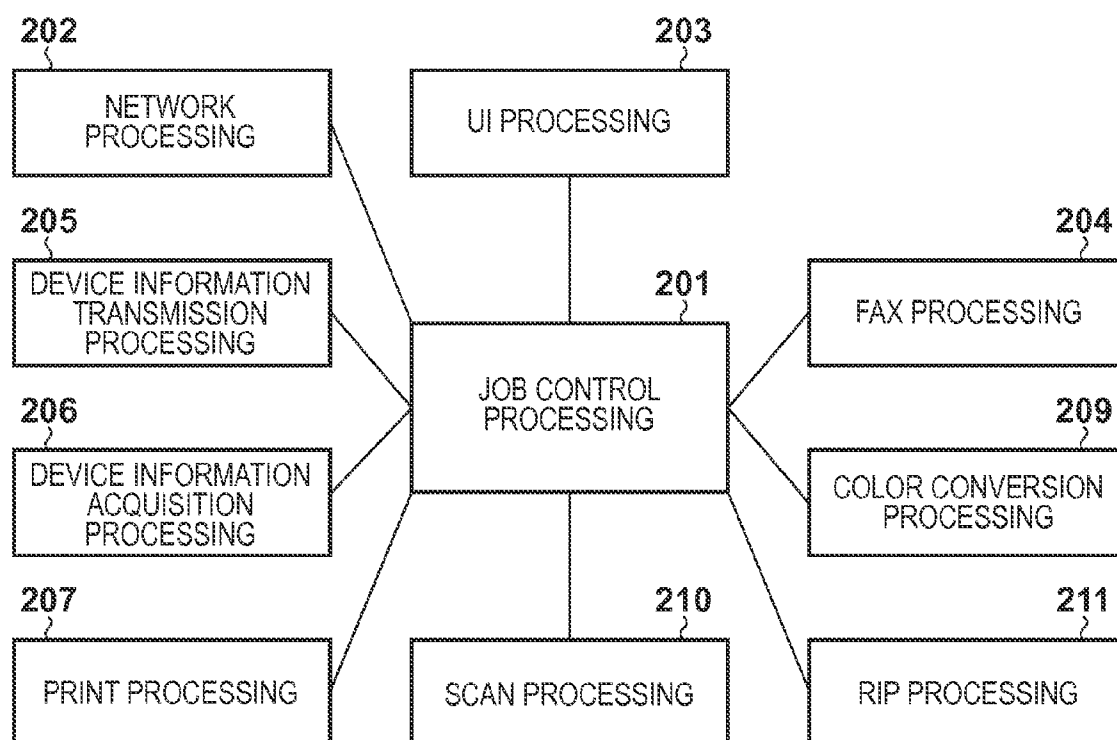 202
NETWORK
PROCESSING
203
UI PROCESSING
205
DEVICE INFORMATION
TRANSMISSION
PROCESSING
204
FAX PROCESSING
201
JOB CONTROL
PROCESSING
206
DEVICE INFORMATION
ACQUISITION
PROCESSING
209
COLOR CONVERSION
PROCESSING
207
PRINT PROCESSING
210
SCAN PROCESSING
211
RIP PROCESSING